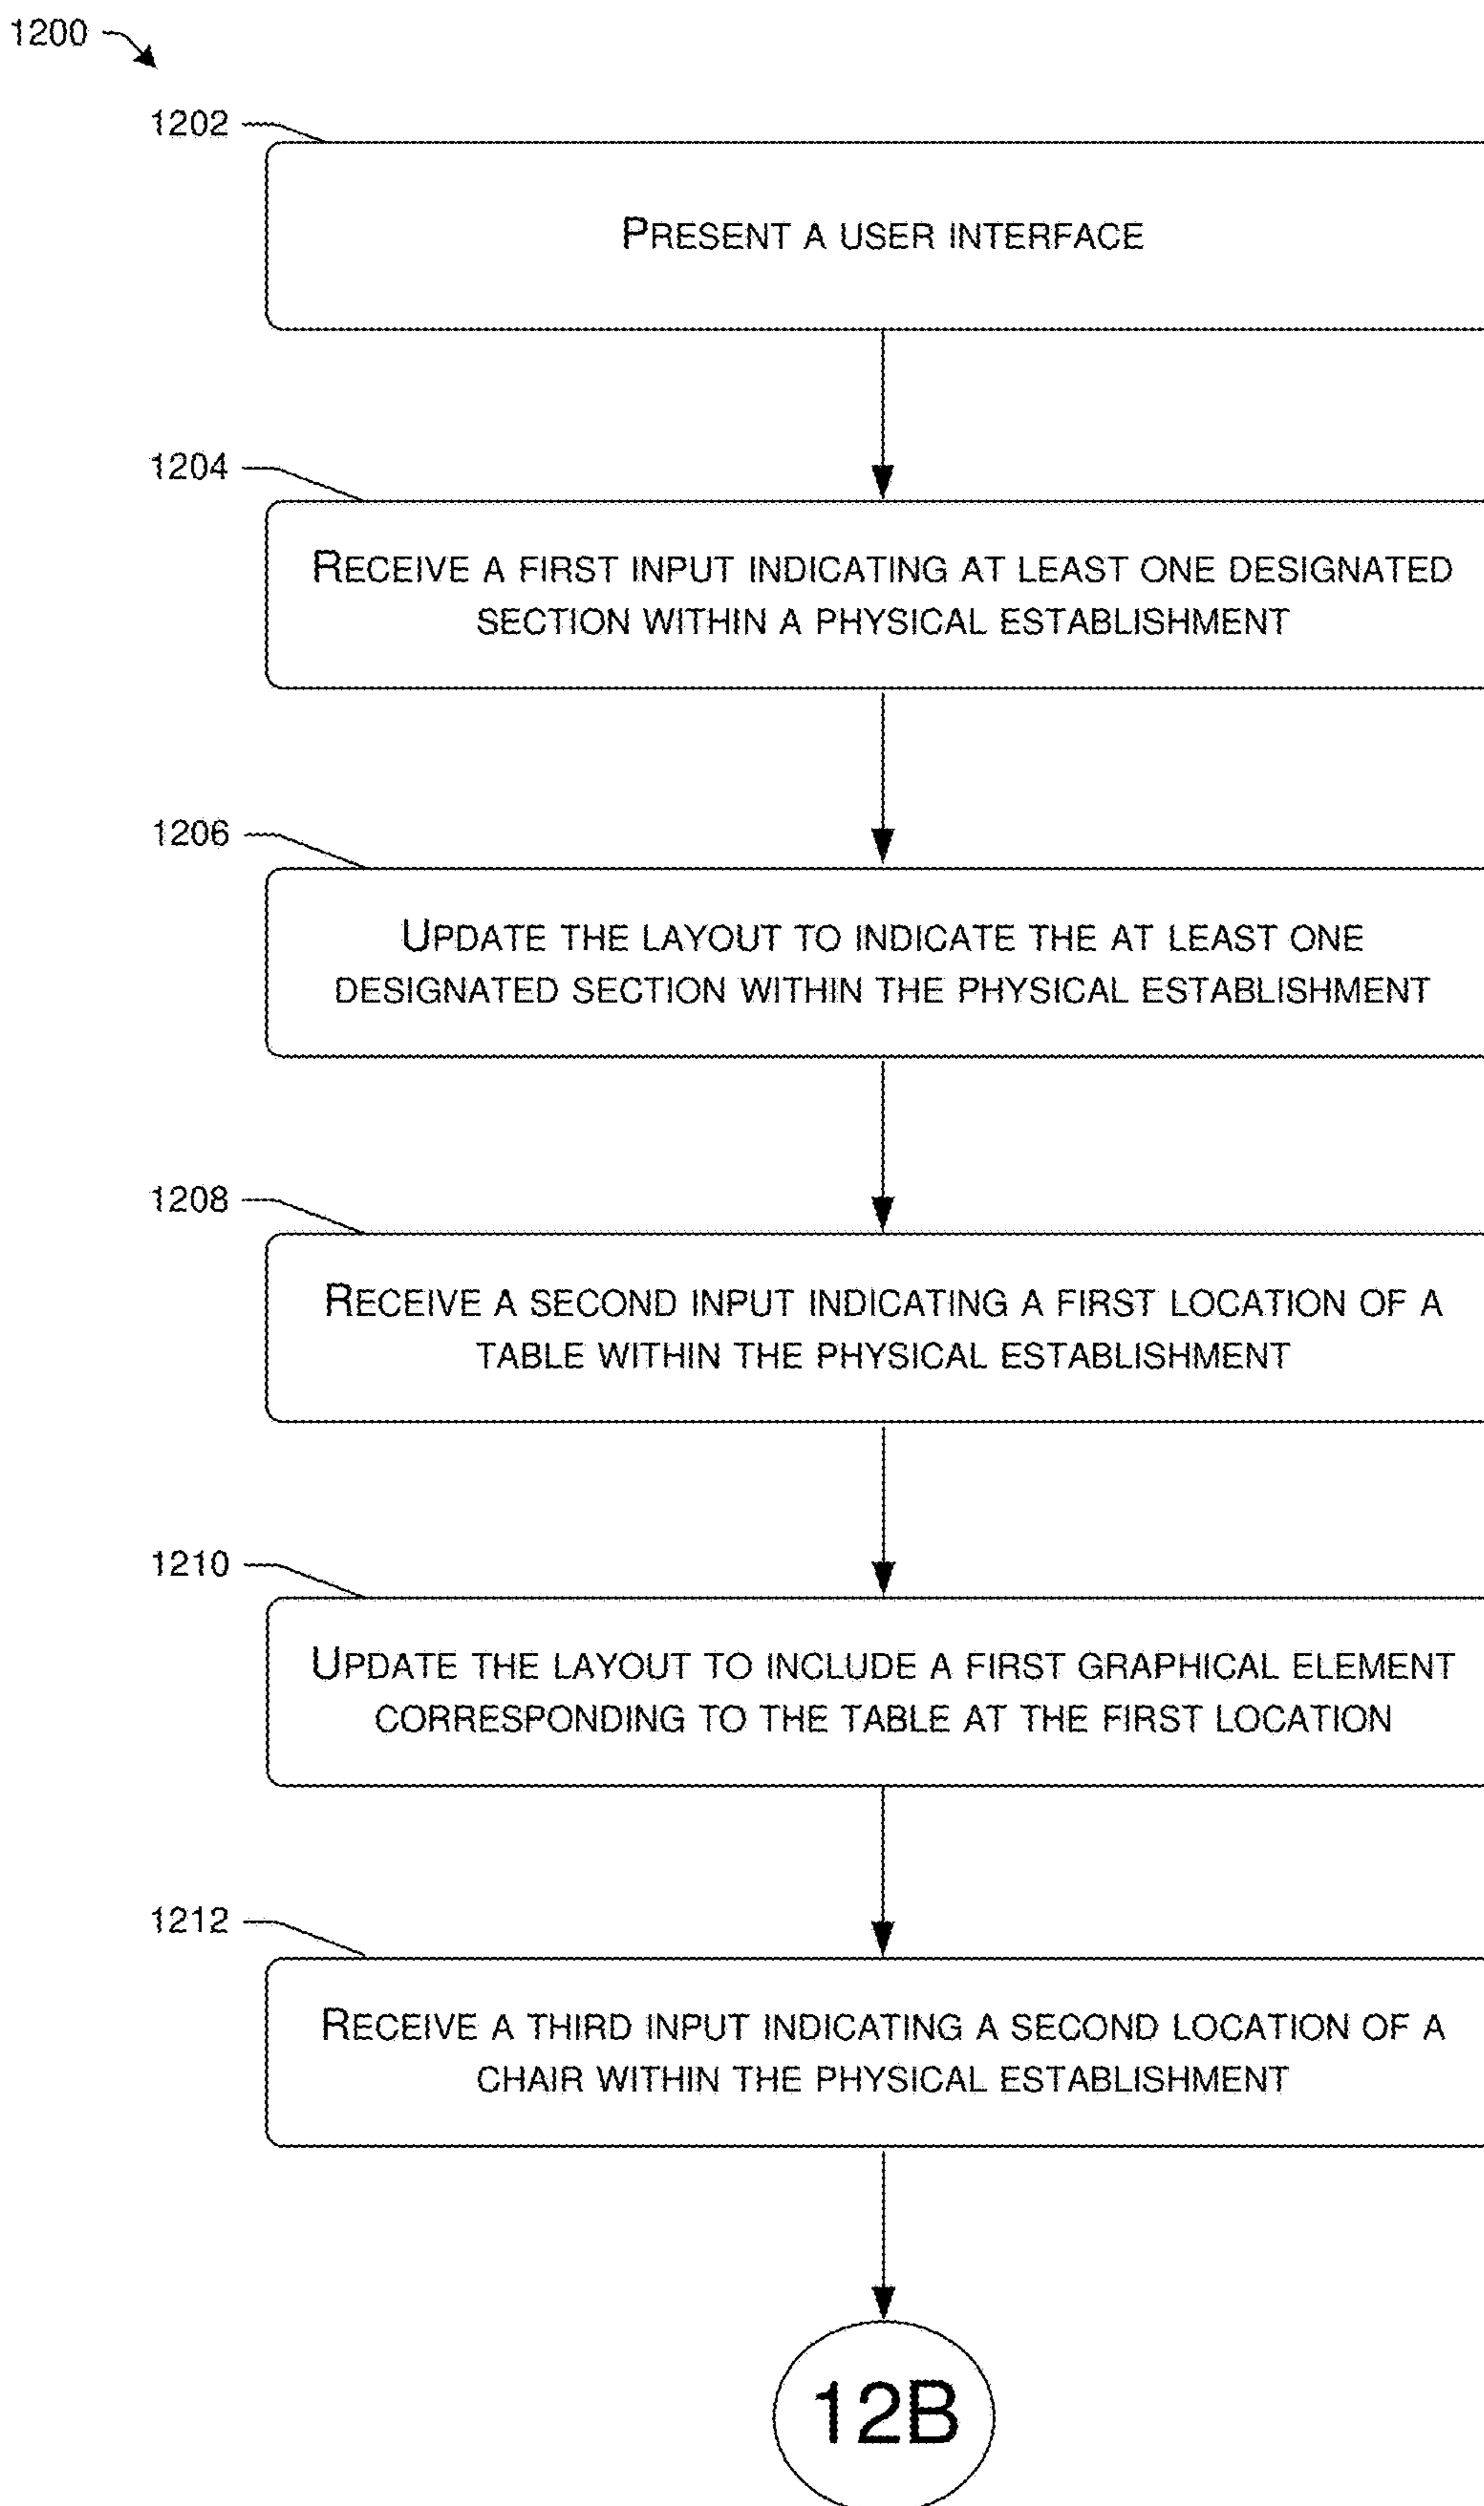 1200
1202
PRESENT A USER INTERFACE
1204
RECEIVE A FIRST INPUT INDICATING AT LEAST ONE DESIGNATED
SECTION WITHIN A PHYSICAL ESTABLISHMENT
1206
UPDATE THE LAYOUT TO INDICATE THE AT LEAST ONE
DESIGNATED SECTION WITHIN THE PHYSICAL ESTABLISHMENT
1208
RECEIVE A SECOND INPUT INDICATING A FIRST LOCATION OF A
TABLE WITHIN THE PHYSICAL ESTABLISHMENT
1210
UPDATE THE LAYOUT TO INCLUDE A FIRST GRAPHICAL ELEMENT
CORRESPONDING TO THE TABLE AT THE FIRST LOCATION
1212
RECEIVE A THIRD INPUT INDICATING A SECOND LOCATION OF A
CHAIR WITHIN THE PHYSICAL ESTABLISHMENT
12B